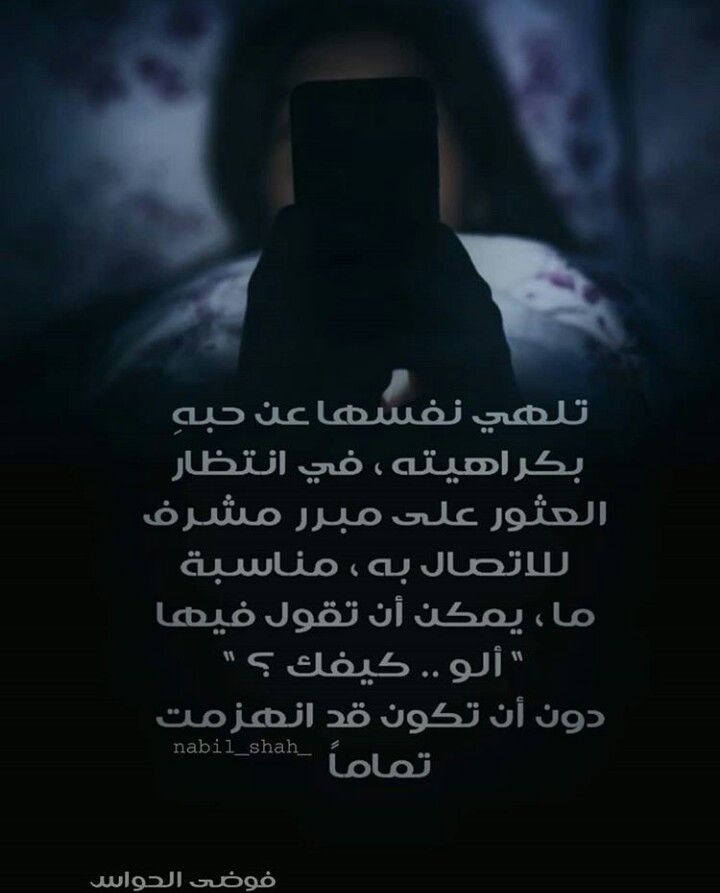 تلهي نفسها عن حبهِ
بكراهيته ، في انتظار
العثور على مبرر مشرف
للاتصال به ، مناسبة
ما ، يمكن أن تقول فيها
" ألو .. كيفك ؟ "
دون أن تكون قد انهزمت
تماماً
nabil_shah_
فوضى الحواس